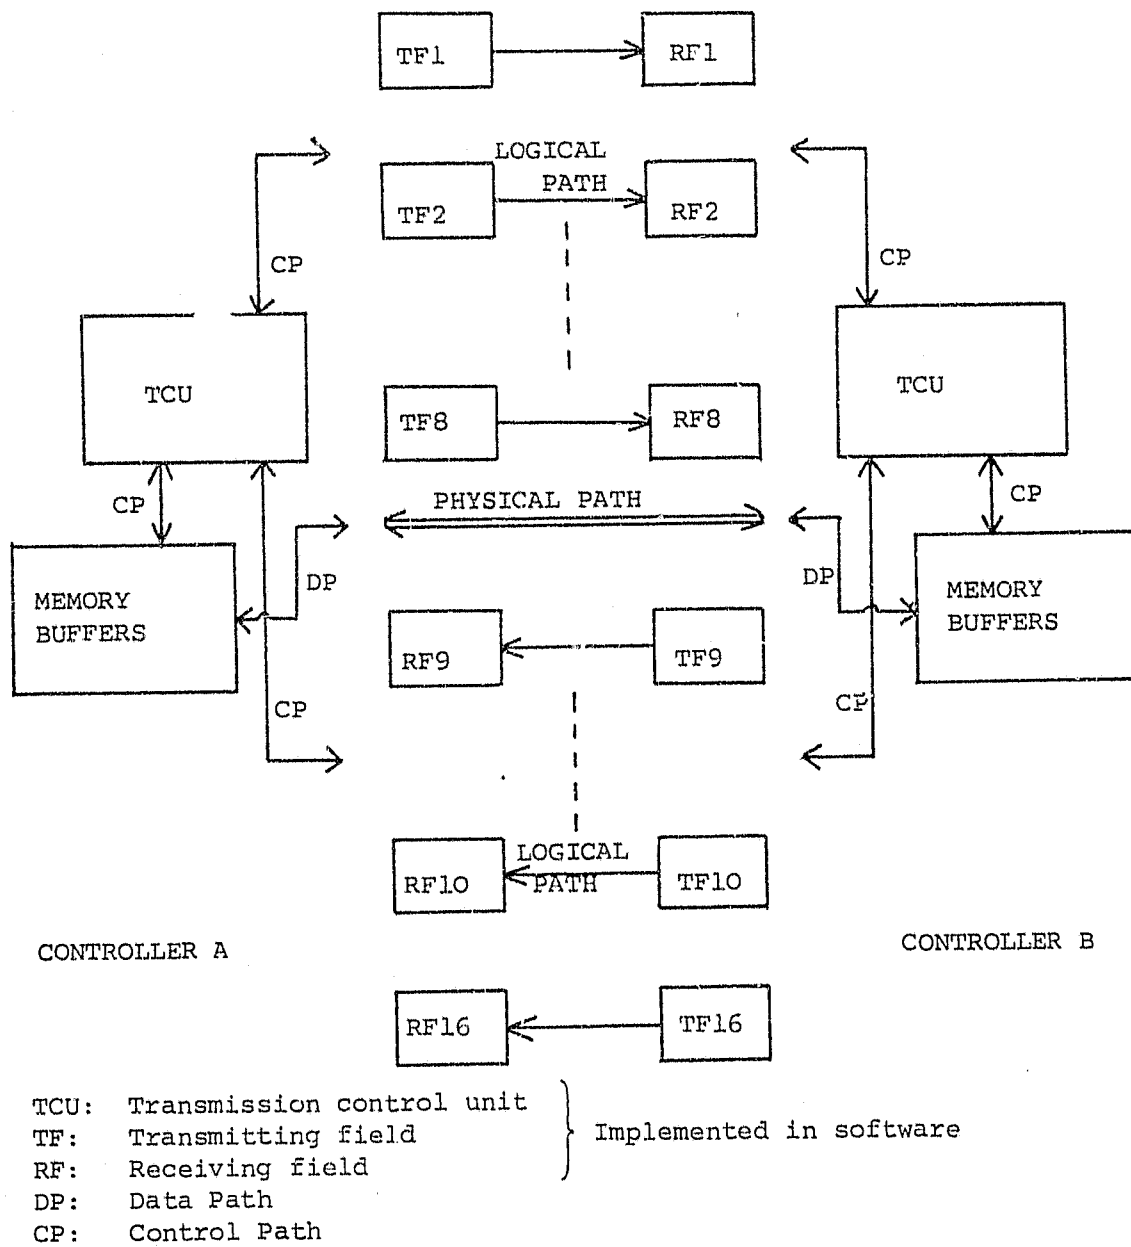 TF1
RF1
LOGICAL
PATH
TF2
RF2
CP
CP
TCU
TCU
TF8
RF8
CP
PHYSICAL PATH
CP
DP
DP
MEMORY
BUFFERS
MEMORY
BUFFERS
RF9
TF9
CP
CP
LOGICAL
PATH
RF10
TF10
CONTROLLER A
CONTROLLER B
RF16
TF16
TCU: Transmission control unit
TF: Transmitting field
Implemented in software
RF: Receiving field
DP: Data Path
CP: Control Path